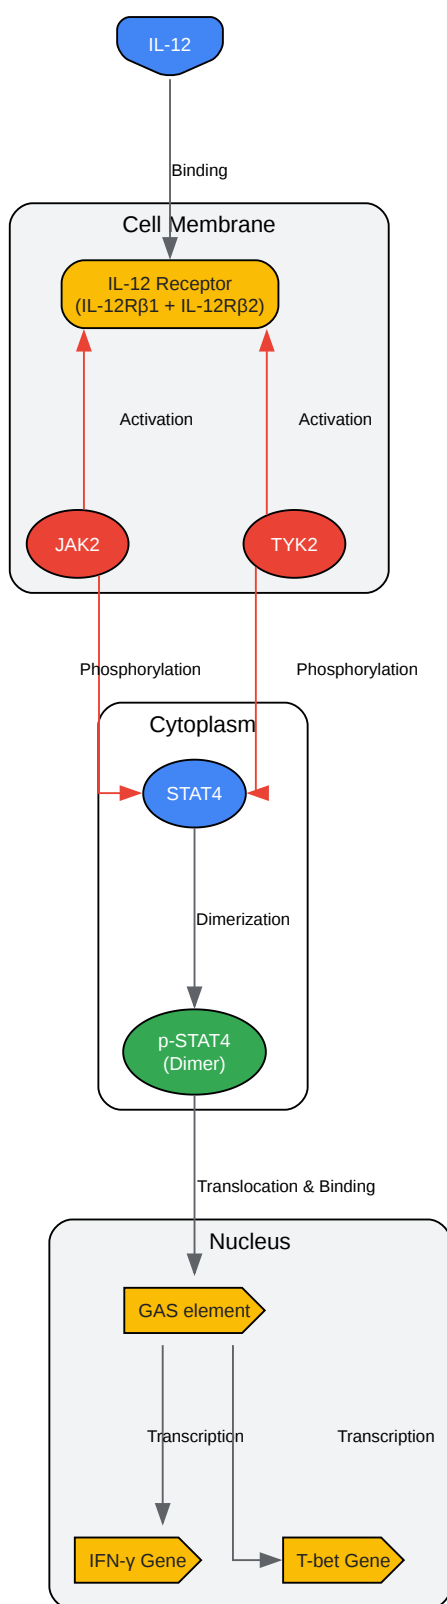 IL-12
Binding
Cell Membrane
IL-12 Receptor
(IL-12Rβ1 + IL-12Rβ2)
Activation
Activation
JAK2
TYK2
Phosphorylation
Phosphorylation
Cytoplasm
STAT4
Dimerization
p-STAT4
(Dimer)
Translocation & Binding
Nucleus
GAS element
Transcription
Transcription
IFN-γ Gene
T-bet Gene